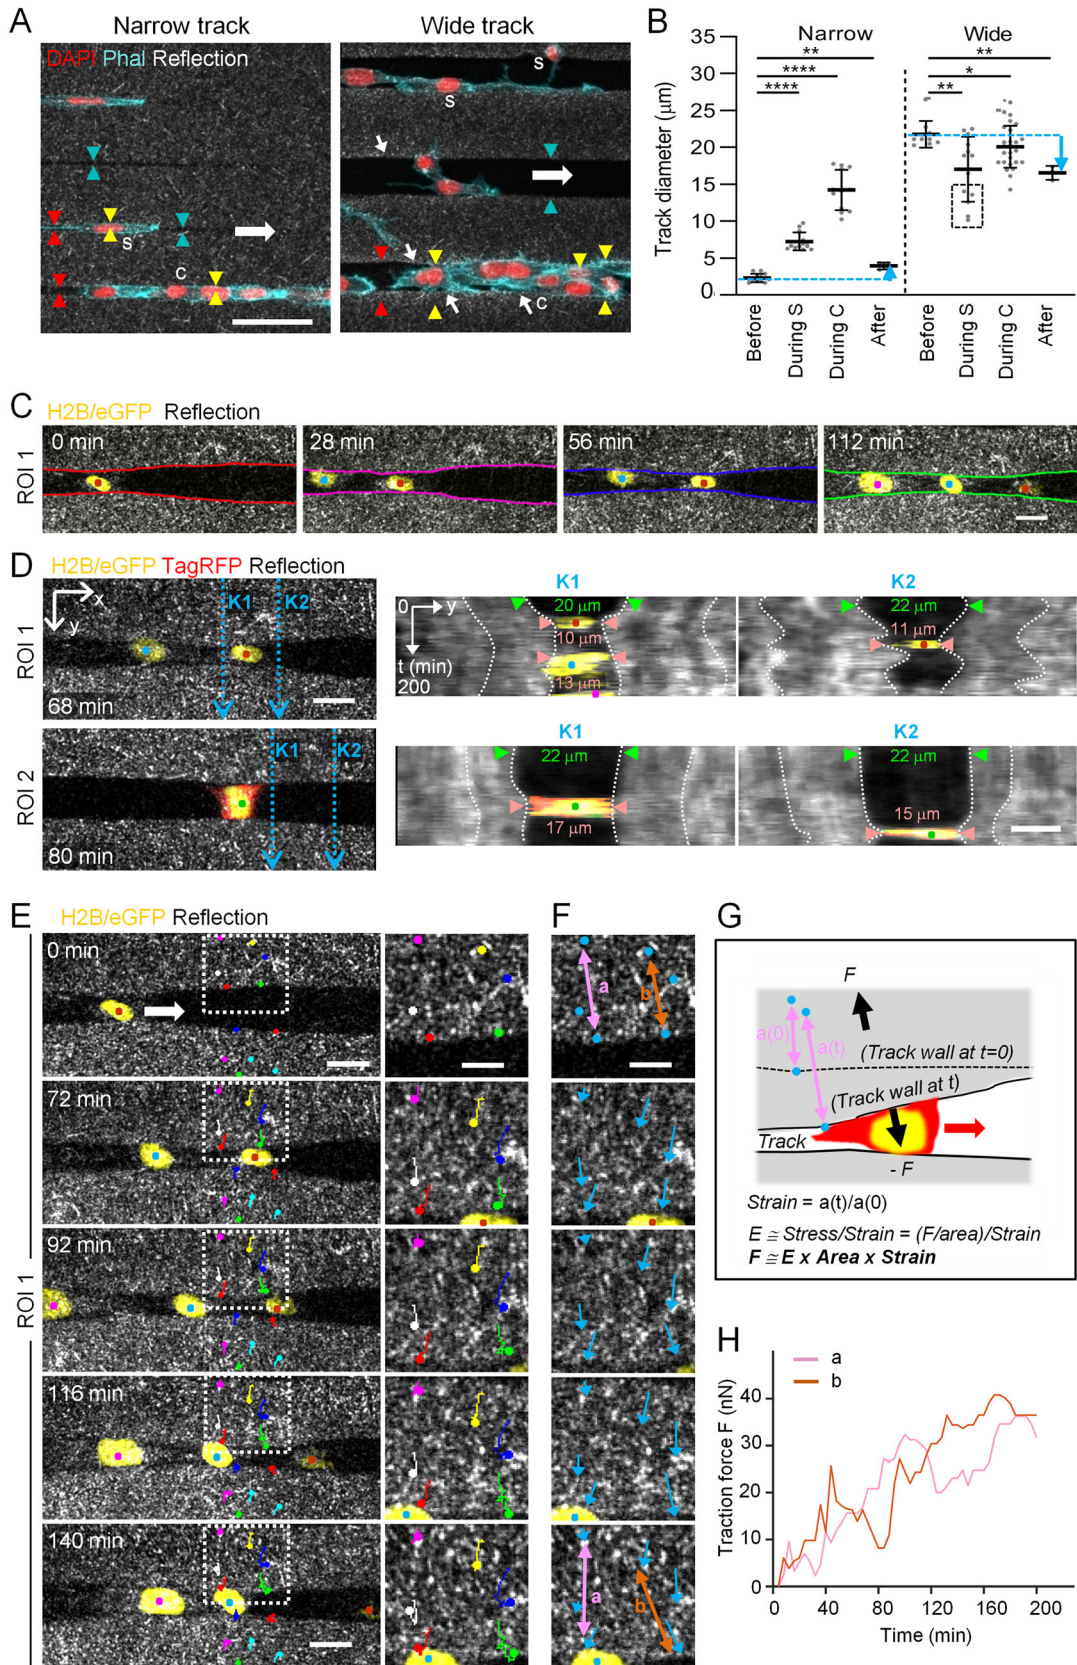 A
Narrow track
Wide track
DAPI Phal Reflection
s
s
s
c
c
B
Narrow
Wide
**
****
****
**
*
**
Track diameter (μm)
35
30
25
20
15
10
5
0
Before
During S
During C
After
Before
During S
During C
After
C
H2B/eGFP Reflection
ROI 1
0 min
28 min
56 min
112 min
D
H2B/eGFP TagRFP Reflection
ROI 1
x
y
K1
K2
68 min
ROI 2
K1
K2
80 min
K1
K2
0
y
t (min)
200
20 μm
10 μm
13 μm
22 μm
11 μm
K1
K2
22 μm
17 μm
22 μm
15 μm
E
H2B/eGFP Reflection
ROI 1
0 min
72 min
92 min
ROI 1
116 min
140 min
F
a
b
a
b
G
F
a(0)
a(t)
(Track wall at t=0)
(Track wall at t)
Track
- F
Strain = a(t)/a(0)
E ≅ Stress/Strain = (F/area)/Strain
F ≅ E x Area x Strain
H
a
b
Traction force F (nN)
40
30
20
10
0
0
40
80
120
160
200
Time (min)